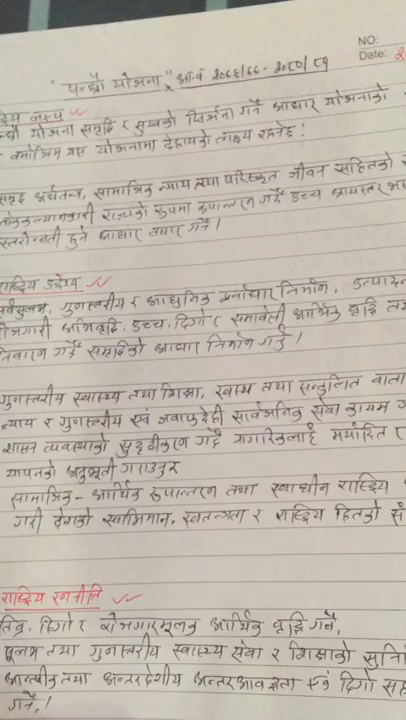 NO:
Date: 2
"पन्ध्रौ योजना" आ.व २०७६/७७ - २०८०/८१
राष्ट्रिय लक्ष्य
पन्ध्रौ योजना समृद्धि र सुखको सिर्जना गर्ने आधार योजनाको
बमोजिम यस योजनामा देहायको लक्ष्य रहनेछ।
समृद्ध अर्थतन्त्र, सामाजिक न्याय तथा परिष्कृत जीवन सहितको
लोककल्याणकारी राज्यको रुपमा रुपान्तरण गर्दै उच्च आयस्तर भ
स्तरोन्नती हुने आधार तयार गर्ने।
राष्ट्रिय उद्देश्य
सर्वसुलभ, गुणस्तरीय र आधुनिक पूर्वाधार निर्माण, उत्पाद
रोजगारी अभिवृद्धि, उच्च, दिगो र समावेशी आर्थिक वृद्धि त
निवारण गर्दै समृद्धिको आधार निर्माण गर्नु।
गुणस्तरीय स्वास्थ्य तथा शिक्षा, स्वस्थ तथा सन्तुलित वाता
न्याय र गुणस्तरीय एवं जवाफदेही सार्वजनिक सेवा कायम ग
शासन व्यवस्थाको सुदृढीकरण गर्दै नागरिकलाई मर्यादित र
यापनको अनुभूती गराउनु
सामाजिक - आर्थिक रुपान्तरण तथा स्वाधीन राष्ट्रिय
गरी देशको स्वाभिमान, स्वतन्त्रता र राष्ट्रिय हितको सं
राष्ट्रिय रणनीति
तिव्र, दिगो र रोजगारमूलक आर्थिक वृद्धि गर्ने,
सुलभ तथा गुणस्तरीय स्वास्थ्य सेवा र शिक्षाको सुनि
आन्तरिक तथा अन्तरदेशीय अन्तरआवद्धता एवं दिगो सह
गर्ने,।